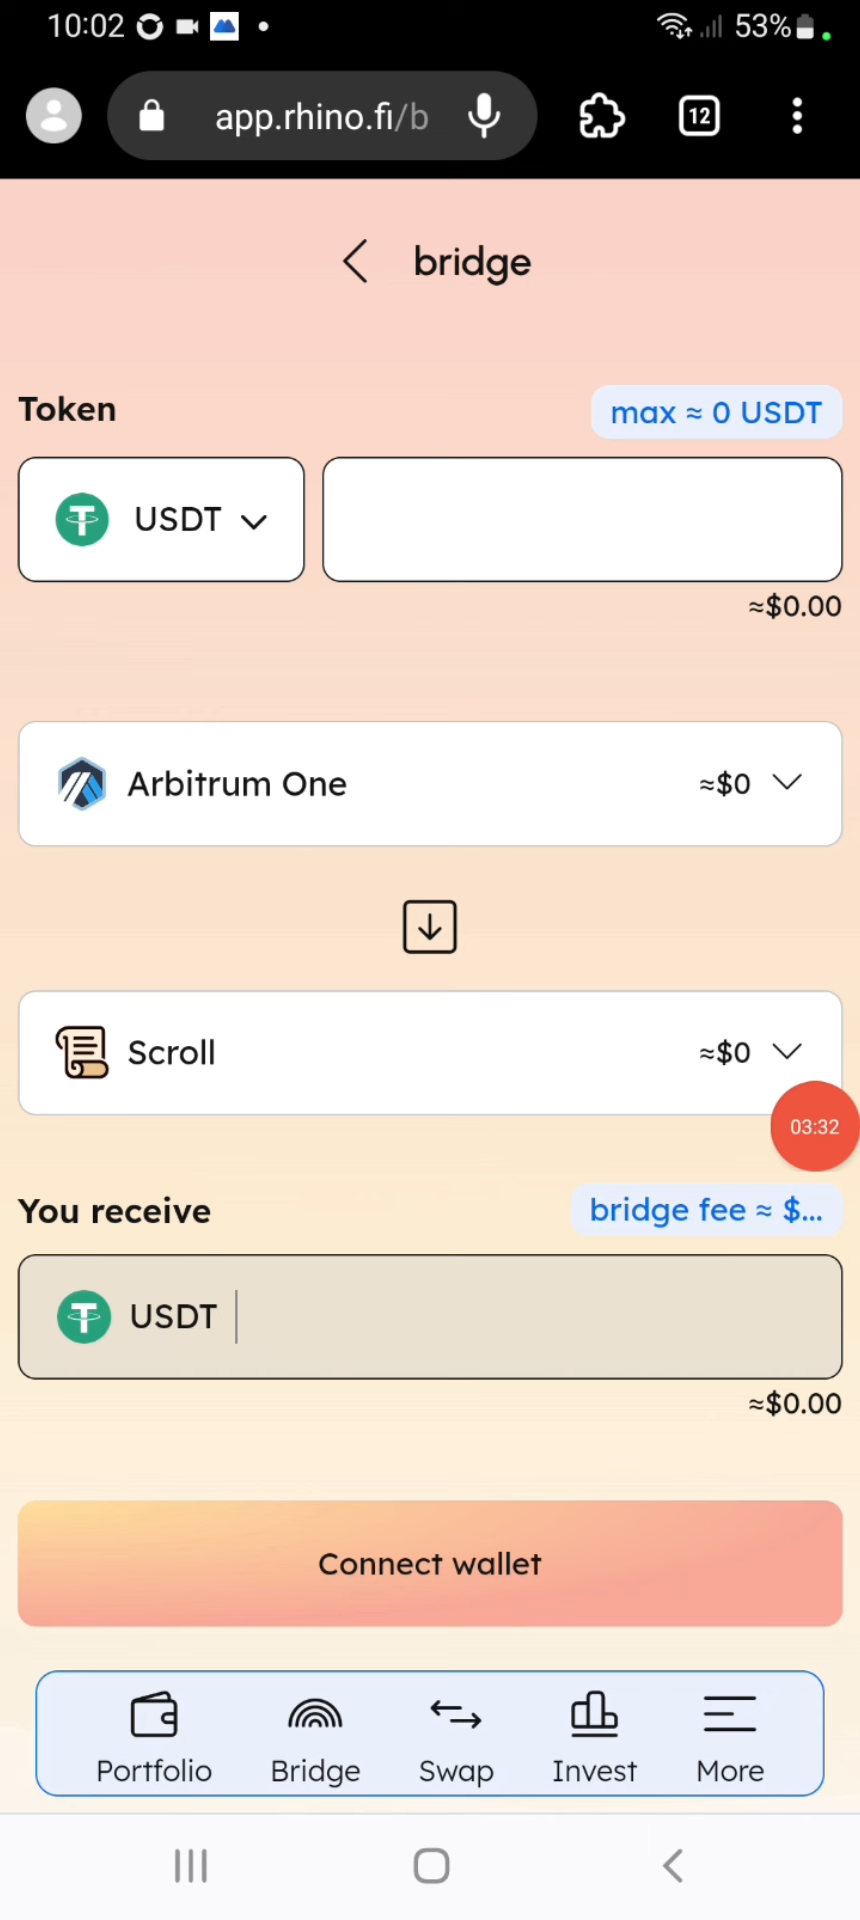 10:02 53%
app.rhino.fi/b 12
bridge
Token max ≈ 0 USDT
USDT
≈$0.00
Arbitrum One ≈$0
Scroll ≈$0
03:32
You receive bridge fee ≈ $...
USDT
≈$0.00
Connect wallet
Portfolio Bridge Swap Invest More